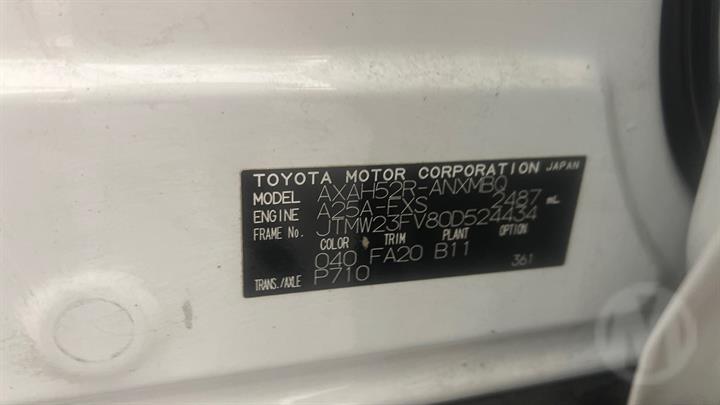 TOYOTA MOTOR CORPORATION JAPAN
MODEL AXAH52R-ANXMBQ
ENGINE A25A-FXS 2487 mL
FRAME No. JTMW23FV80D524434
COLOR TRIM PLANT OPTION
040 FA20 B11 361
TRANS./AXLE P710
M